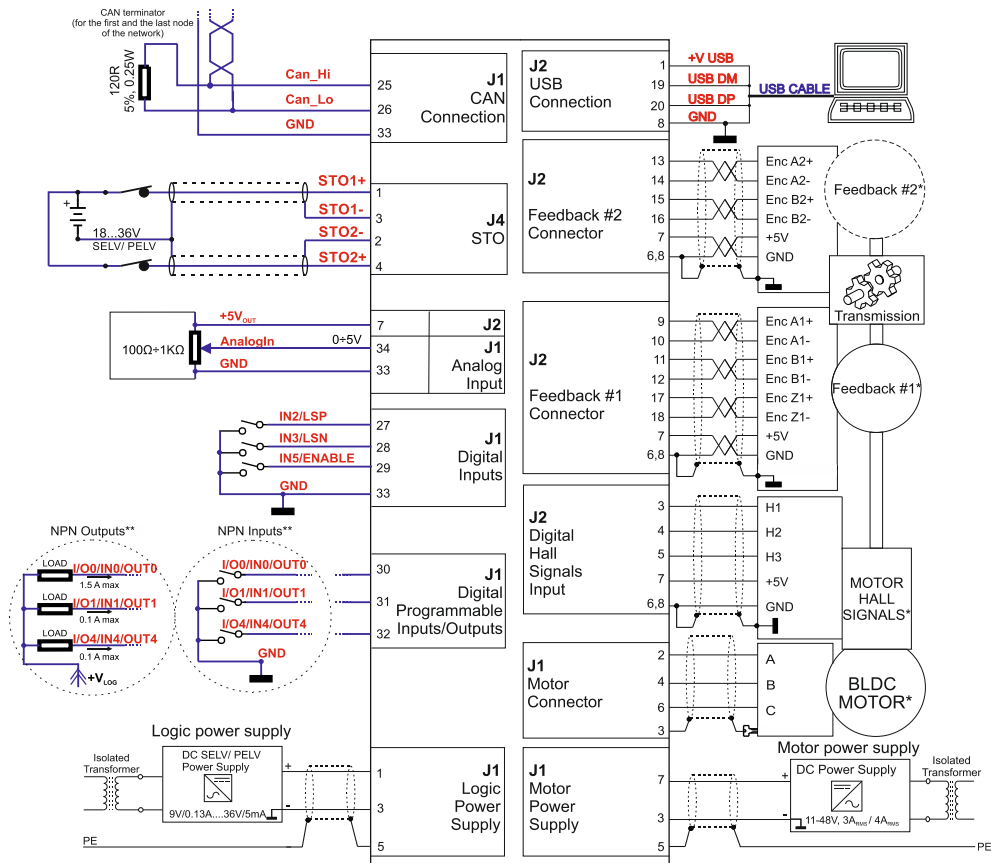 CAN terminator
(for the first and the last node
of the network)
120R
5%, 0.25W
Can_Hi
25
Can_Lo
26
GND
33
J1
CAN
Connection
STO1+
1
STO1-
3
STO2-
2
STO2+
4
+
18...36V
SELV/ PELV
J4
STO
+5VOUT
7
AnalogIn
0÷5V
34
GND
33
100Ω÷1KΩ
J2
J1
Analog
Input
IN2/LSP
27
IN3/LSN
28
IN5/ENABLE
29
GND
33
J1
Digital
Inputs
NPN Outputs**
LOAD
I/O0/IN0/OUT0
1.5 A max
LOAD
I/O1/IN1/OUT1
0.1 A max
LOAD
I/O4/IN4/OUT4
0.1 A max
+VLOG
NPN Inputs**
I/O0/IN0/OUT0
30
I/O1/IN1/OUT1
31
I/O4/IN4/OUT4
32
GND
J1
Digital
Programmable
Inputs/Outputs
Logic power supply
Isolated
Transformer
DC SELV/ PELV
Power Supply
9V/0.13A....36V/5mA
+
-
1
3
5
PE
J1
Logic
Power
Supply
J2
USB
Connection
1
+V USB
19
USB DM
20
USB DP
8
GND
USB CABLE
J2
Feedback #2
Connector
13
Enc A2+
14
Enc A2-
15
Enc B2+
16
Enc B2-
7
+5V
6,8
GND
Feedback #2*
Transmission
J2
Feedback #1
Connector
9
Enc A1+
10
Enc A1-
11
Enc B1+
12
Enc B1-
17
Enc Z1+
18
Enc Z1-
7
+5V
6,8
GND
Feedback #1*
J2
Digital
Hall
Signals
Input
3
H1
4
H2
5
H3
7
+5V
6,8
GND
MOTOR
HALL
SIGNALS*
J1
Motor
Connector
2
A
4
B
6
C
3
BLDC
MOTOR*
Motor power supply
J1
Motor
Power
Supply
7
3
5
+
-
DC Power Supply
11-48V, 3ARMS / 4ARMS
Isolated
Transformer
PE